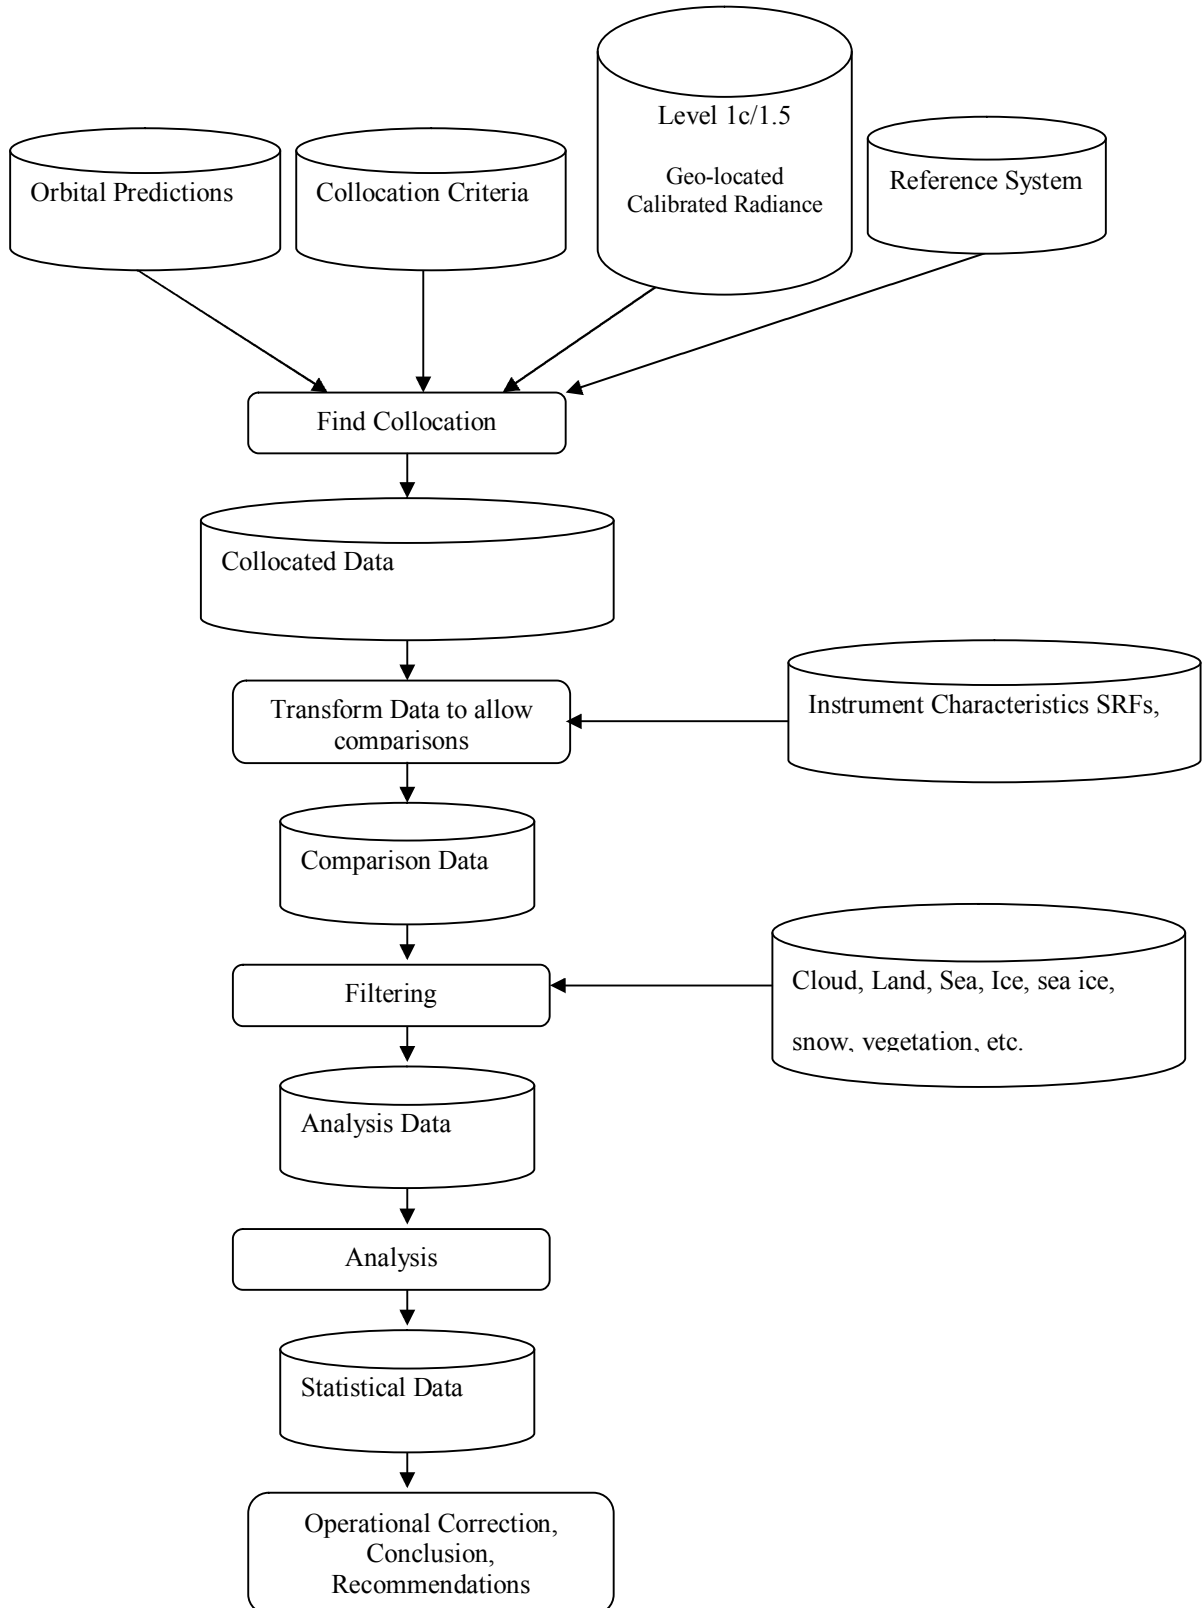 Orbital Predictions
Collocation Criteria
Level 1c/1.5
Geo-located
Calibrated Radiance
Reference System
Find Collocation
Collocated Data
Transform Data to allow
comparisons
Instrument Characteristics SRFs,
Comparison Data
Filtering
Cloud, Land, Sea, Ice, sea ice,
snow, vegetation, etc.
Analysis Data
Analysis
Statistical Data
Operational Correction,
Conclusion,
Recommendations